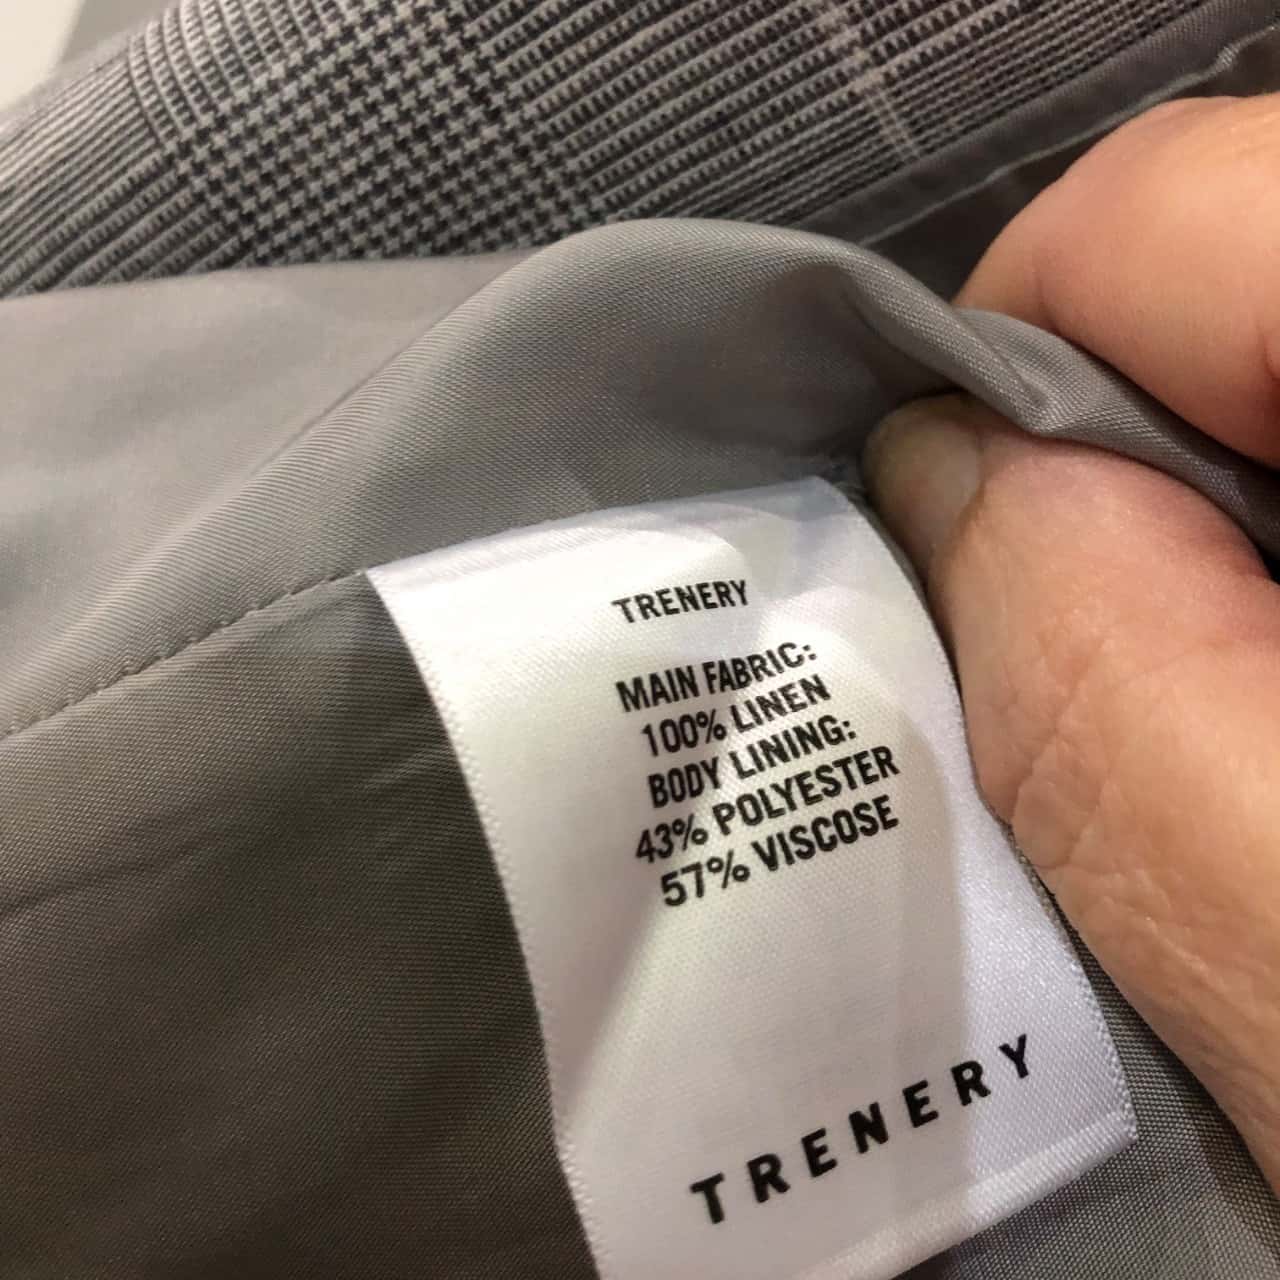 TRENERY
MAIN FABRIC:
100% LINEN
BODY LINING:
43% POLYESTER
57% VISCOSE
TRENERY